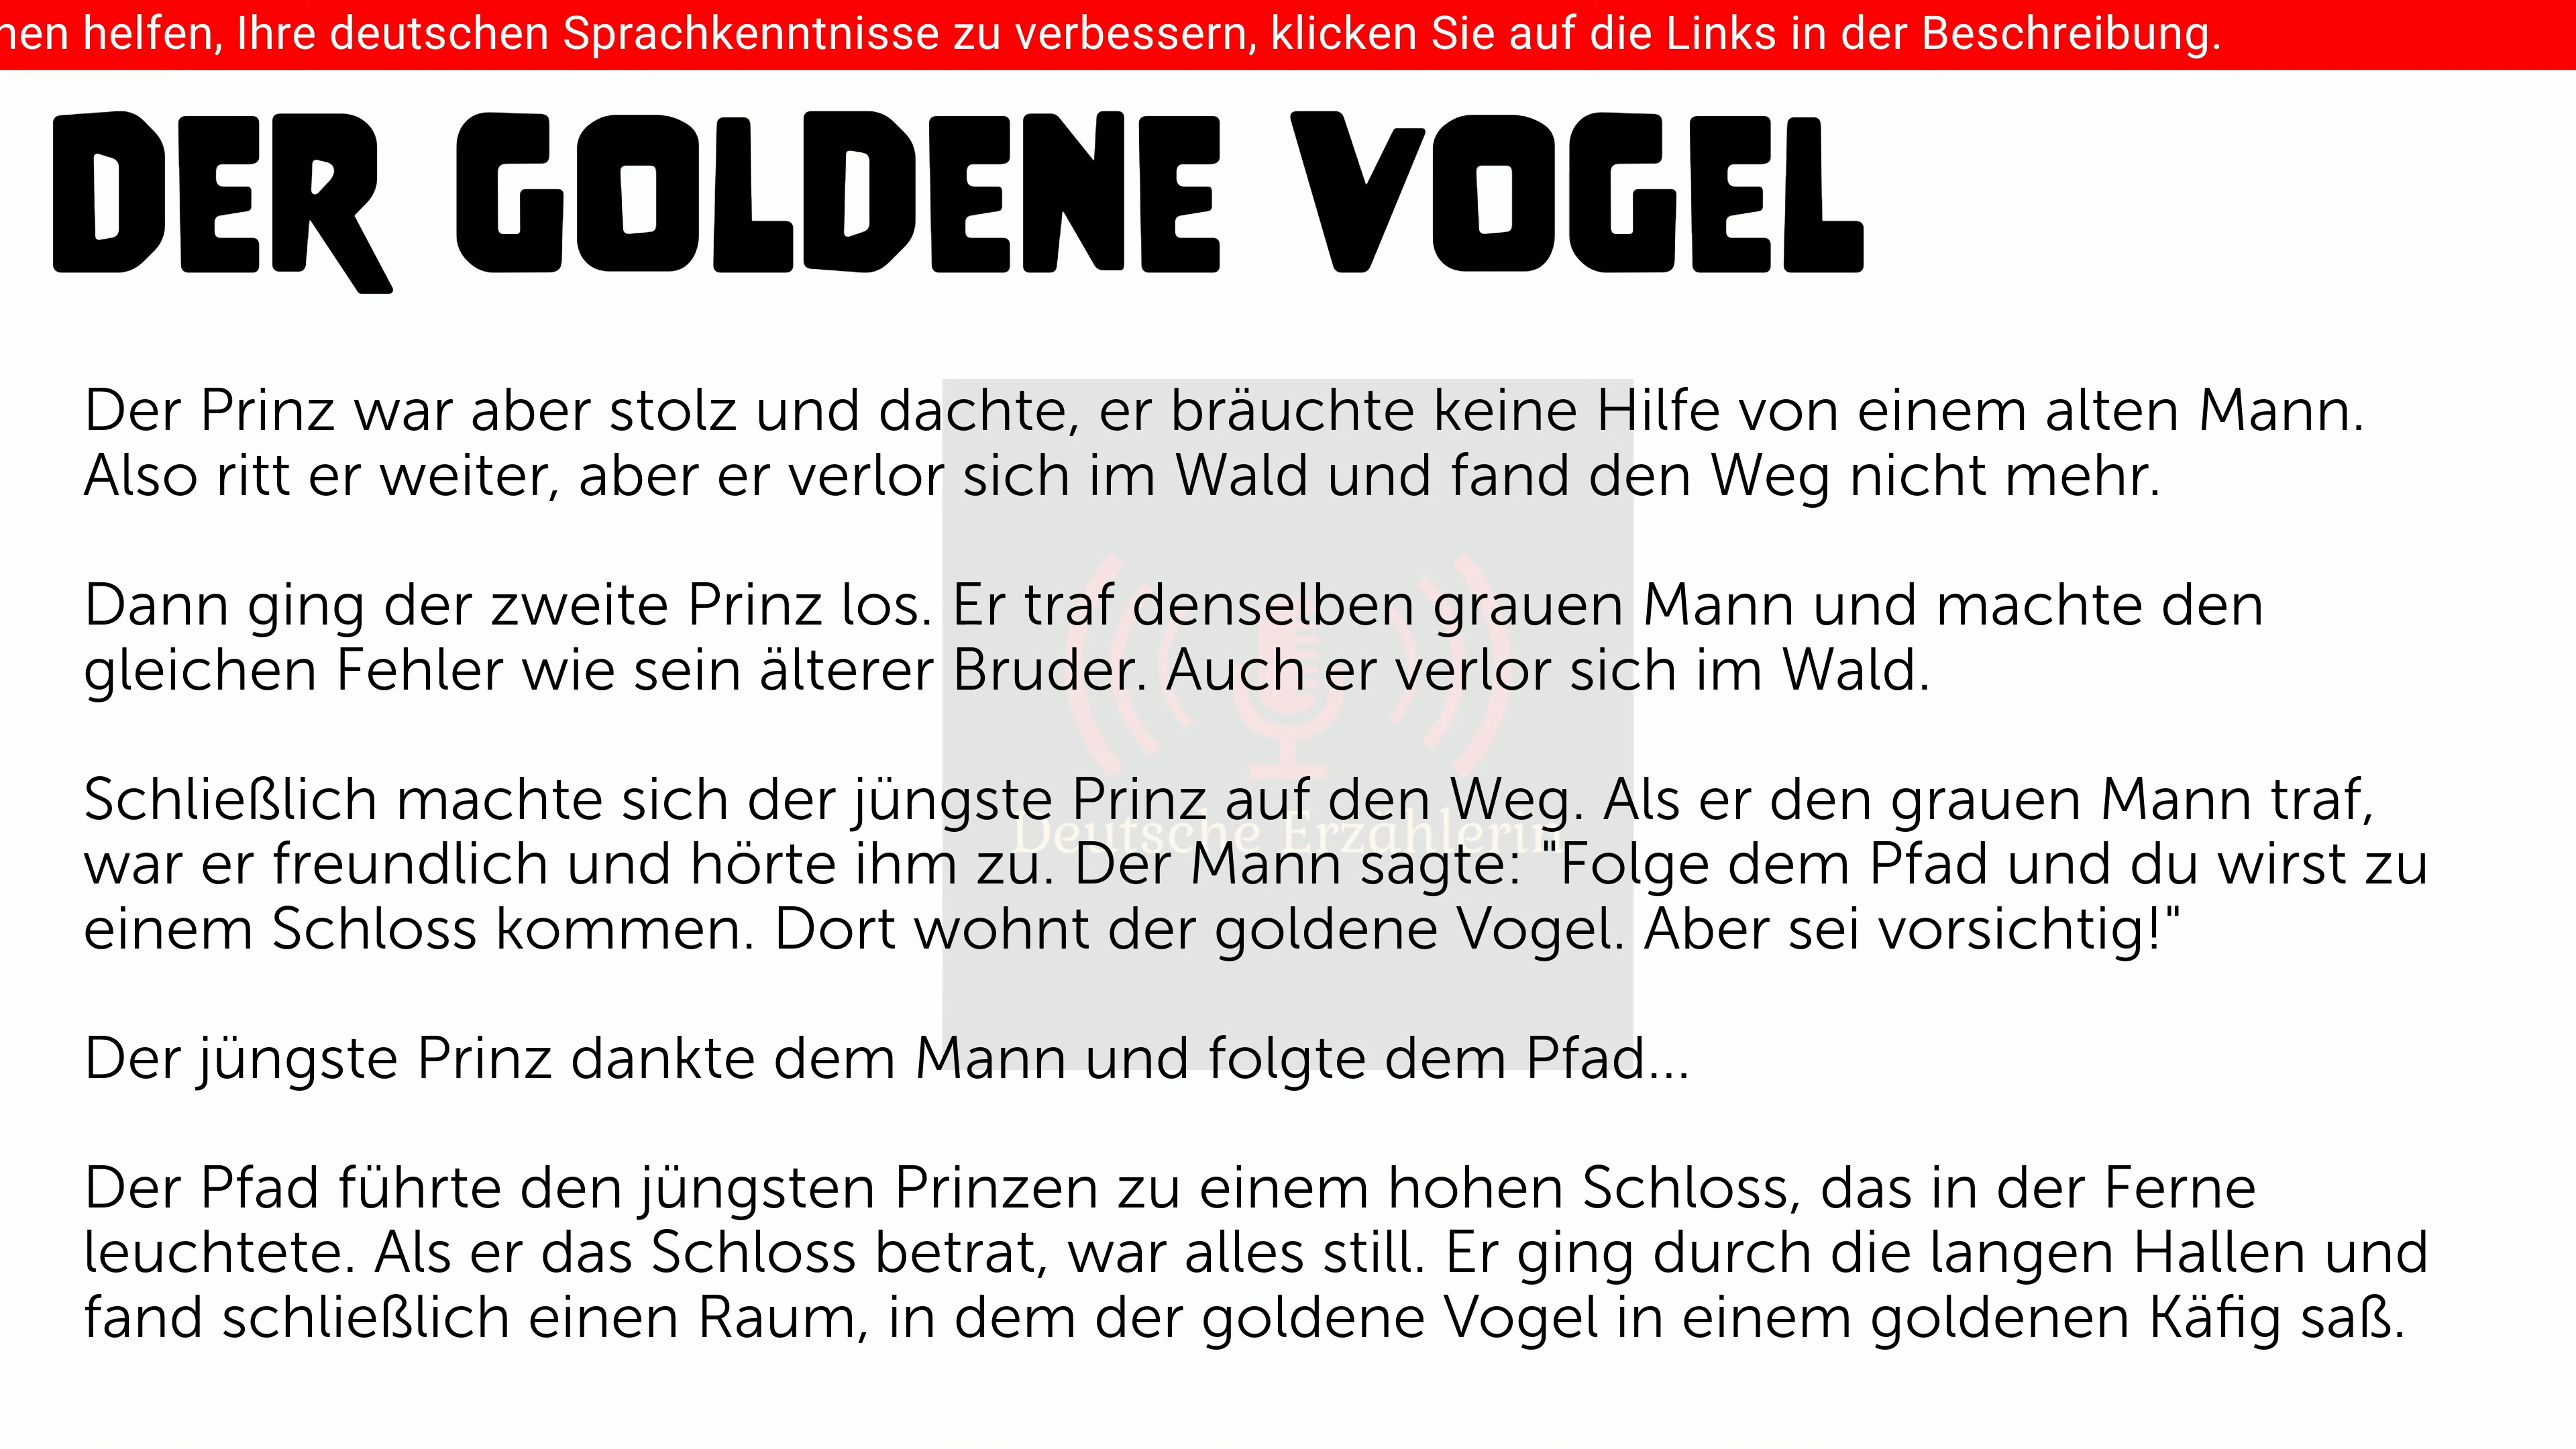 helfen, Ihre deutschen Sprachkenntnisse zu verbessern, klicken Sie auf die Links in der Beschreibung.
DER GOLDENE VOGEL
Der Prinz war aber stolz und dachte, er bräuchte keine Hilfe von einem alten Mann.
Also ritt er weiter, aber er verlor sich im Wald und fand den Weg nicht mehr.
Dann ging der zweite Prinz los. Er traf denselben grauen Mann und machte den
gleichen Fehler wie sein älterer Bruder. Auch er verlor sich im Wald.
Schließlich machte sich der jüngste Prinz auf den Weg. Als er den grauen Mann traf,
Deutsche Erzählerin
war er freundlich und hörte ihm zu. Der Mann sagte: "Folge dem Pfad und du wirst zu
einem Schloss kommen. Dort wohnt der goldene Vogel. Aber sei vorsichtig!"
Der jüngste Prinz dankte dem Mann und folgte dem Pfad...
Der Pfad führte den jüngsten Prinzen zu einem hohen Schloss, das in der Ferne
leuchtete. Als er das Schloss betrat, war alles still. Er ging durch die langen Hallen und
fand schließlich einen Raum, in dem der goldene Vogel in einem goldenen Käfig saß.